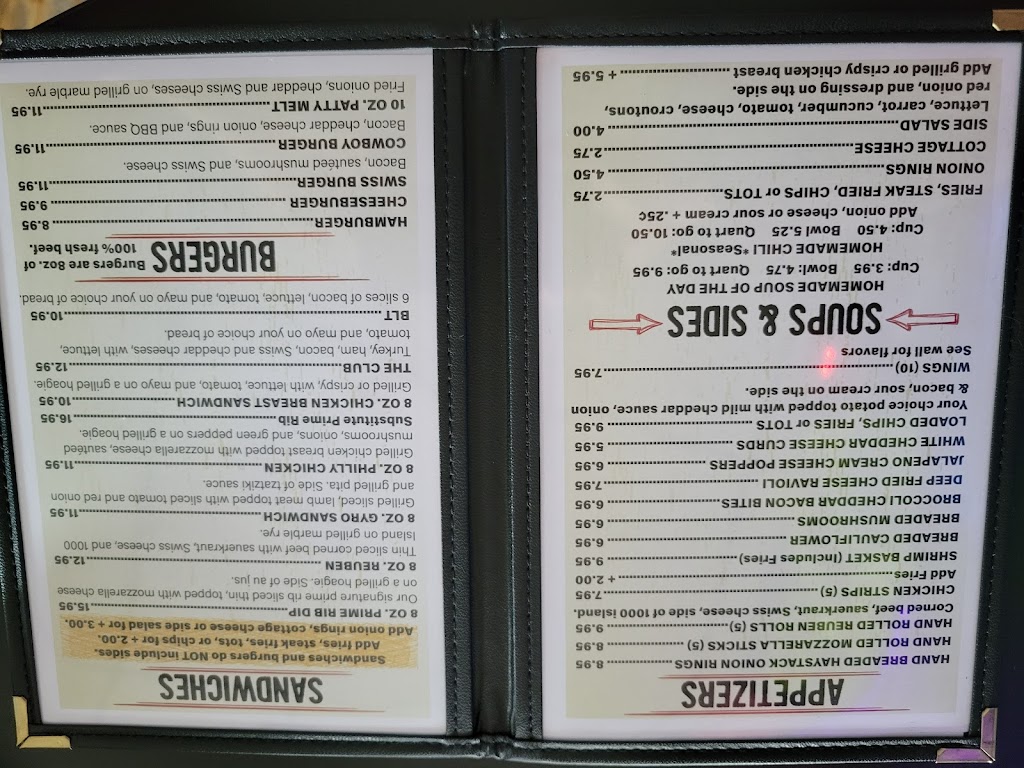 APPETIZERS
HAND BREADED HAYSTACK ONION RINGS 8.95
HAND ROLLED MOZZARELLA STICKS (5) 8.95
HAND ROLLED REUBEN ROLLS (5) 9.95
Corned beef, sauerkraut, Swiss cheese, side of 1000 Island.
CHICKEN STRIPS (5) 7.95
Add Fries + 2.00
SHRIMP BASKET (Includes Fries) 9.95
BREADED CAULIFLOWER 6.95
BREADED MUSHROOMS 6.95
BROCCOLI CHEDDAR BACON BITES 6.95
DEEP FRIED CHEESE RAVIOLI 7.95
JALAPENO CREAM CHEESE POPPERS 6.95
WHITE CHEDDAR CHEESE CURDS 5.95
LOADED CHIPS, FRIES or TOTS 9.95
Your choice potato topped with mild cheddar sauce, onion
& bacon, sour cream on the side.
WINGS (10) 7.95
See wall for flavors
SOUPS & SIDES
HOMEMADE SOUP OF THE DAY
Cup: 3.95 Bowl: 4.75 Quart to go: 9.95
HOMEMADE CHILI *Seasonal*
Cup: 4.50 Bowl 5.25 Quart to go: 10.50
Add onion, cheese or sour cream + .25¢
FRIES, STEAK FRIED, CHIPS or TOTS 2.75
ONION RINGS 4.50
COTTAGE CHEESE 2.75
SIDE SALAD 4.00
Lettuce, carrot, cucumber, tomato, cheese, croutons,
red onion, and dressing on the side.
Add grilled or crispy chicken breast + 5.95
SANDWICHES
Sandwiches and burgers do NOT include sides.
Add fries, steak fries, tots, or chips for + 2.00.
Add onion rings, cottage cheese or side salad for + 3.00.
8 OZ. PRIME RIB DIP 15.95
Our signature prime rib sliced thin, topped with mozzarella cheese
on a grilled hoagie. Side of au jus.
8 OZ. REUBEN 12.95
Thin sliced corned beef with sauerkraut, Swiss cheese, and 1000
Island on grilled marble rye.
8 OZ. GYRO SANDWICH 11.95
Grilled sliced, lamb meat topped with sliced tomato and red onion
and grilled pita. Side of tzatziki sauce.
8 OZ. PHILLY CHICKEN 11.95
Grilled chicken breast topped with mozzarella cheese, sautéed
mushrooms, onions, and green peppers on a grilled hoagie.
Substitute Prime Rib 16.95
8 OZ. CHICKEN BREAST SANDWICH 10.95
Grilled or crispy, with lettuce, tomato, and mayo on a grilled hoagie.
THE CLUB 12.95
Turkey, ham, bacon, Swiss and cheddar cheeses, with lettuce,
tomato, and mayo on your choice of bread.
BLT 10.95
6 slices of bacon, lettuce, tomato, and mayo on your choice of bread.
BURGERS Burgers are 8oz. of
100% fresh beef.
HAMBURGER 8.95
CHEESEBURGER 9.95
SWISS BURGER 11.95
Bacon, sautéed mushrooms, and Swiss cheese.
COWBOY BURGER 11.95
Bacon, cheddar cheese, onion rings, and BBQ sauce.
10 OZ. PATTY MELT 11.95
Fried onions, cheddar and Swiss cheeses, on grilled marble rye.